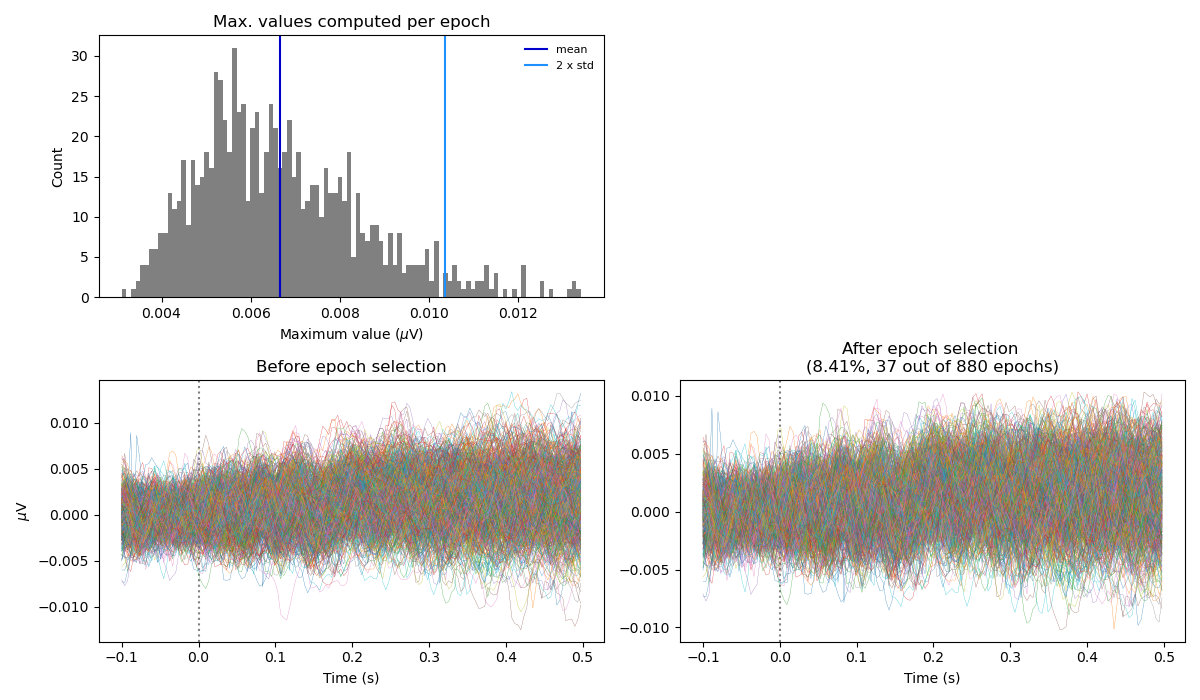 Max. values computed per epoch
mean
2 x std
Count
30
25
20
15
10
5
0
0.004 0.006 0.008 0.010 0.012
Maximum value (μV)
Before epoch selection
μV
0.010
0.005
0.000
−0.005
−0.010
−0.1 0.0 0.1 0.2 0.3 0.4 0.5
Time (s)
After epoch selection
(8.41%, 37 out of 880 epochs)
0.010
0.005
0.000
−0.005
−0.010
−0.1 0.0 0.1 0.2 0.3 0.4 0.5
Time (s)